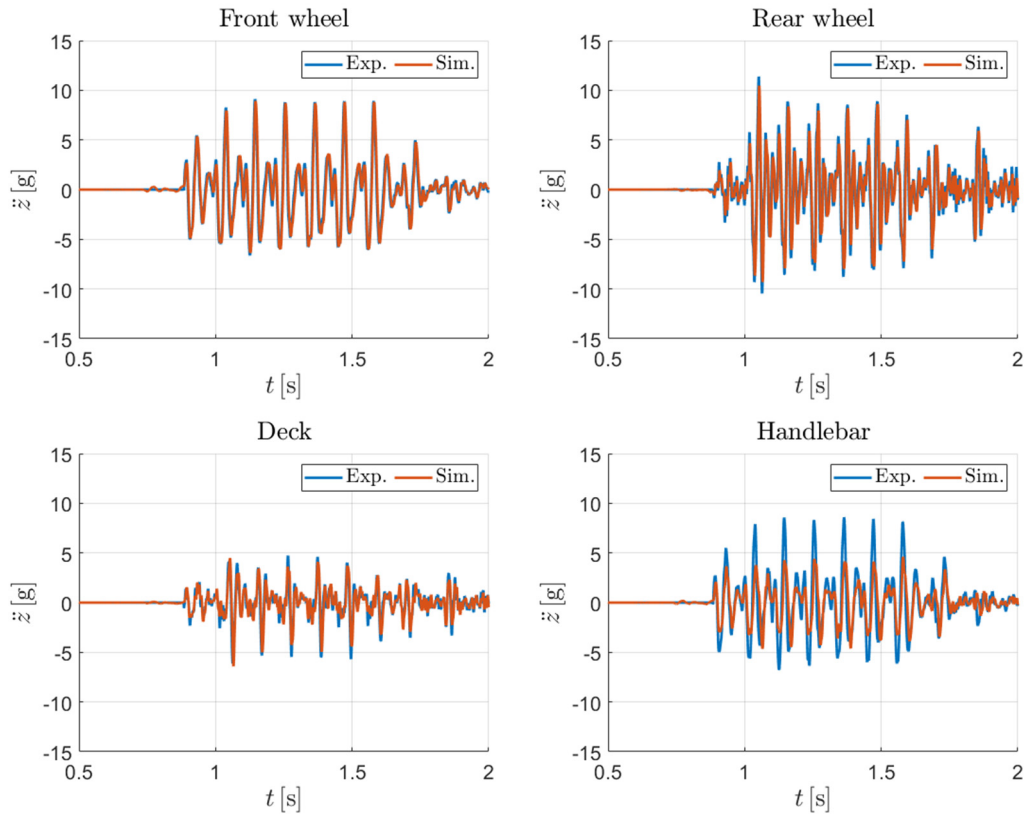 Front wheel
15
10
5
0
-5
-10
-15
z̈ [g]
Exp. Sim.
0.5 1 1.5 2
t [s]
Rear wheel
15
10
5
0
-5
-10
-15
z̈ [g]
Exp. Sim.
0.5 1 1.5 2
t [s]
Deck
15
10
5
0
-5
-10
-15
z̈ [g]
Exp. Sim.
0.5 1 1.5 2
t [s]
Handlebar
15
10
5
0
-5
-10
-15
z̈ [g]
Exp. Sim.
0.5 1 1.5 2
t [s]